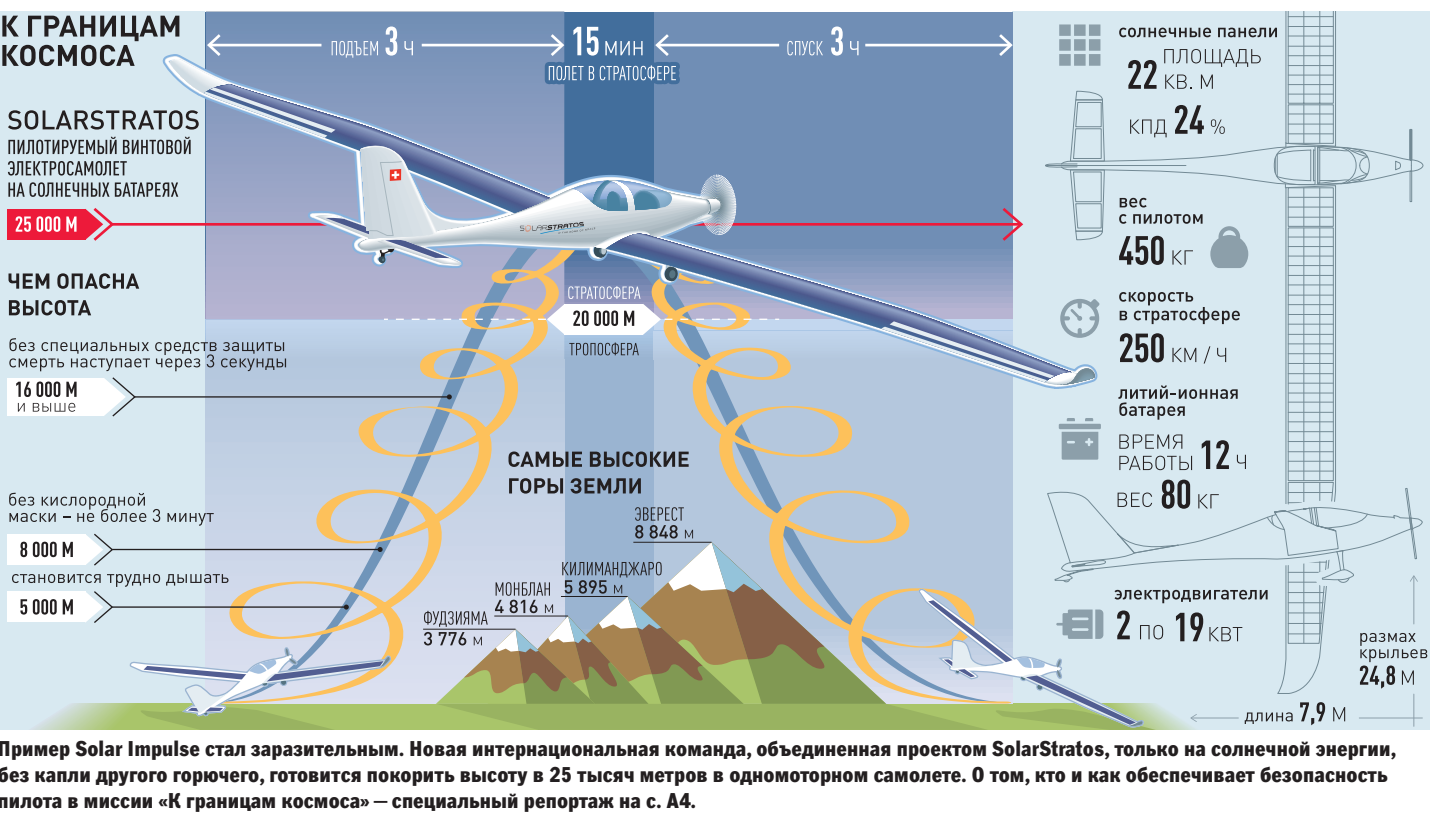 К ГРАНИЦАМ
КОСМОСА
SOLARSTRATOS
ПИЛОТИРУЕМЫЙ ВИНТОВОЙ
ЭЛЕКТРОСАМОЛЕТ
НА СОЛНЕЧНЫХ БАТАРЕЯХ
25 000 М
ЧЕМ ОПАСНА
ВЫСОТА
без специальных средств защиты
смерть наступает через 3 секунды
16 000 М
и выше
без кислородной
маски – не более 3 минут
8 000 М
становится трудно дышать
5 000 М
ПОДЪЕМ 3 Ч
15 МИН
ПОЛЕТ В СТРАТОСФЕРЕ
СПУСК 3 Ч
SOLARSTRATOS
СТРАТОСФЕРА
20 000 М
ТРОПОСФЕРА
САМЫЕ ВЫСОКИЕ
ГОРЫ ЗЕМЛИ
ЭВЕРЕСТ
8 848 М
КИЛИМАНДЖАРО
5 895 М
МОНБЛАН
4 816 М
ФУДЗИЯМА
3 776 М
солнечные панели
22 ПЛОЩАДЬ
КВ. М
КПД 24 %
вес
с пилотом
450 КГ
скорость
в стратосфере
250 КМ / Ч
литий-ионная
батарея
ВРЕМЯ
РАБОТЫ 12 Ч
ВЕС 80 КГ
электродвигатели
2 ПО 19 КВТ
размах
крыльев
24,8 М
длина 7,9 М
Пример Solar Impulse стал заразительным. Новая интернациональная команда, объединенная проектом SolarStratos, только на солнечной энергии,
без капли другого горючего, готовится покорить высоту в 25 тысяч метров в одномоторном самолете. О том, кто и как обеспечивает безопасность
пилота в миссии «К границам космоса» — специальный репортаж на с. А4.